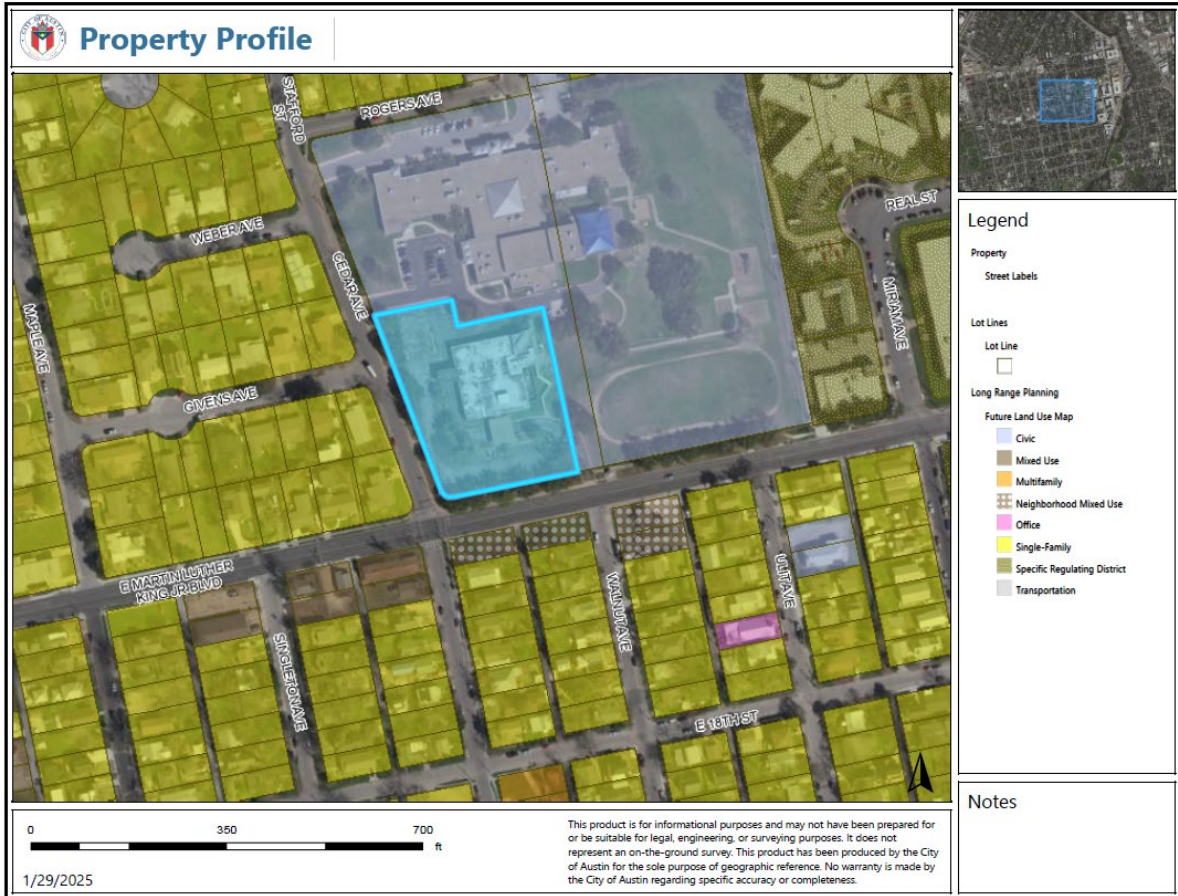 Property Profile
STAFFORD
ST
ROGERS AVE
WEBER AVE
REAL ST
CEDAR AVE
MAPLE AVE
MIRIAM AVE
GIVENS AVE
E MARTIN LUTHER
KING JR BLVD
WALNUT AVE
ULIT AVE
SINGLETON AVE
E 18TH ST
Legend
Property
Street Labels
Lot Lines
Lot Line
Long Range Planning
Future Land Use Map
Civic
Mixed Use
Multifamily
Neighborhood Mixed Use
Office
Single-Family
Specific Regulating District
Transportation
Notes
0 350 700
ft
1/29/2025
This product is for informational purposes and may not have been prepared for
or be suitable for legal, engineering, or surveying purposes. It does not
represent an on-the-ground survey. This product has been produced by the City
of Austin for the sole purpose of geographic reference. No warranty is made by
the City of Austin regarding specific accuracy or completeness.